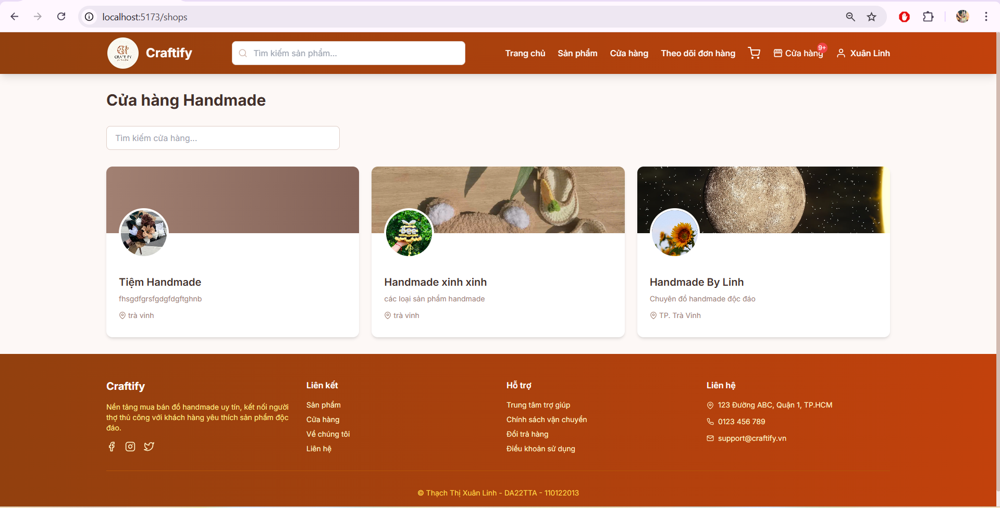 localhost:5173/shops
CRAFTIFY
Craftify
Tìm kiếm sản phẩm...
Trang chủ
Sản phẩm
Cửa hàng
Theo dõi đơn hàng
Cửa hàng
9+
Xuân Linh
Cửa hàng Handmade
Tìm kiếm cửa hàng...
Tiệm Handmade
fhsgdfgrsfgdgfdgftghnb
trà vinh
Handmade xinh xinh
các loại sản phẩm handmade
trà vinh
Handmade By Linh
Chuyên đồ handmade độc đáo
TP. Trà Vinh
Craftify
Nền tảng mua bán đồ handmade uy tín, kết nối người
thợ thủ công với khách hàng yêu thích sản phẩm độc
đáo.
Liên kết
Sản phẩm
Cửa hàng
Về chúng tôi
Liên hệ
Hỗ trợ
Trung tâm trợ giúp
Chính sách vận chuyển
Đổi trả hàng
Điều khoản sử dụng
Liên hệ
123 Đường ABC, Quận 1, TP.HCM
0123 456 789
support@craftify.vn
© Thạch Thị Xuân Linh - DA22TTA - 110122013